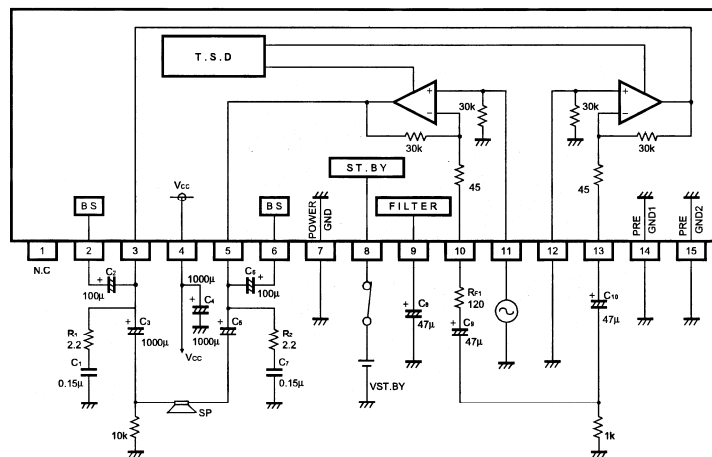 T.S.D
30k
30k
30k
30k
ST.BY
45
45
Vcc
BS
BS
POWER
GND
FILTER
PRE
GND1
PRE
GND2
1
2
3
4
5
6
7
8
9
10
11
12
13
14
15
N.C
C2
100μ
1000μ
C6
100μ
+
C4
1000μ
R1
2.2
C3
1000μ
C5
R2
2.2
C8
47μ
RF1
120
C9
47μ
C10
47μ
C1
0.15μ
Vcc
C7
0.15μ
VST.BY
SP
10k
1k